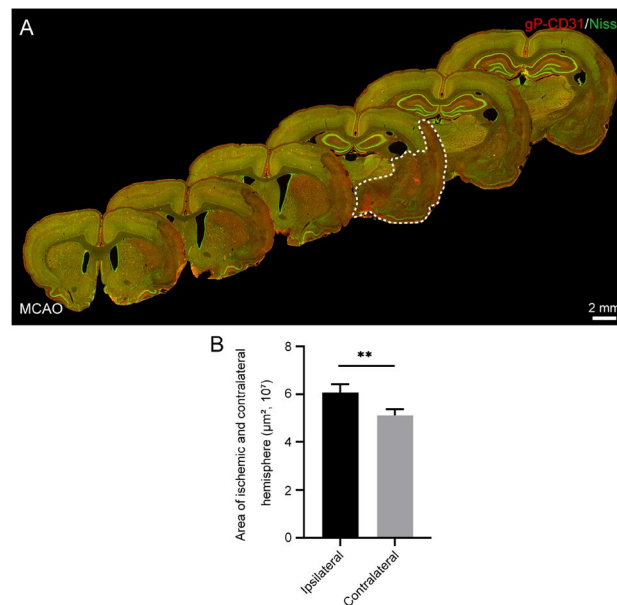 A
gP-CD31/Niss
MCAO
2 mm
B
Area of ischemic and contralateral
hemisphere (μm², 10⁷)
8
6
4
2
0
**
Ipsilateral
Contralateral